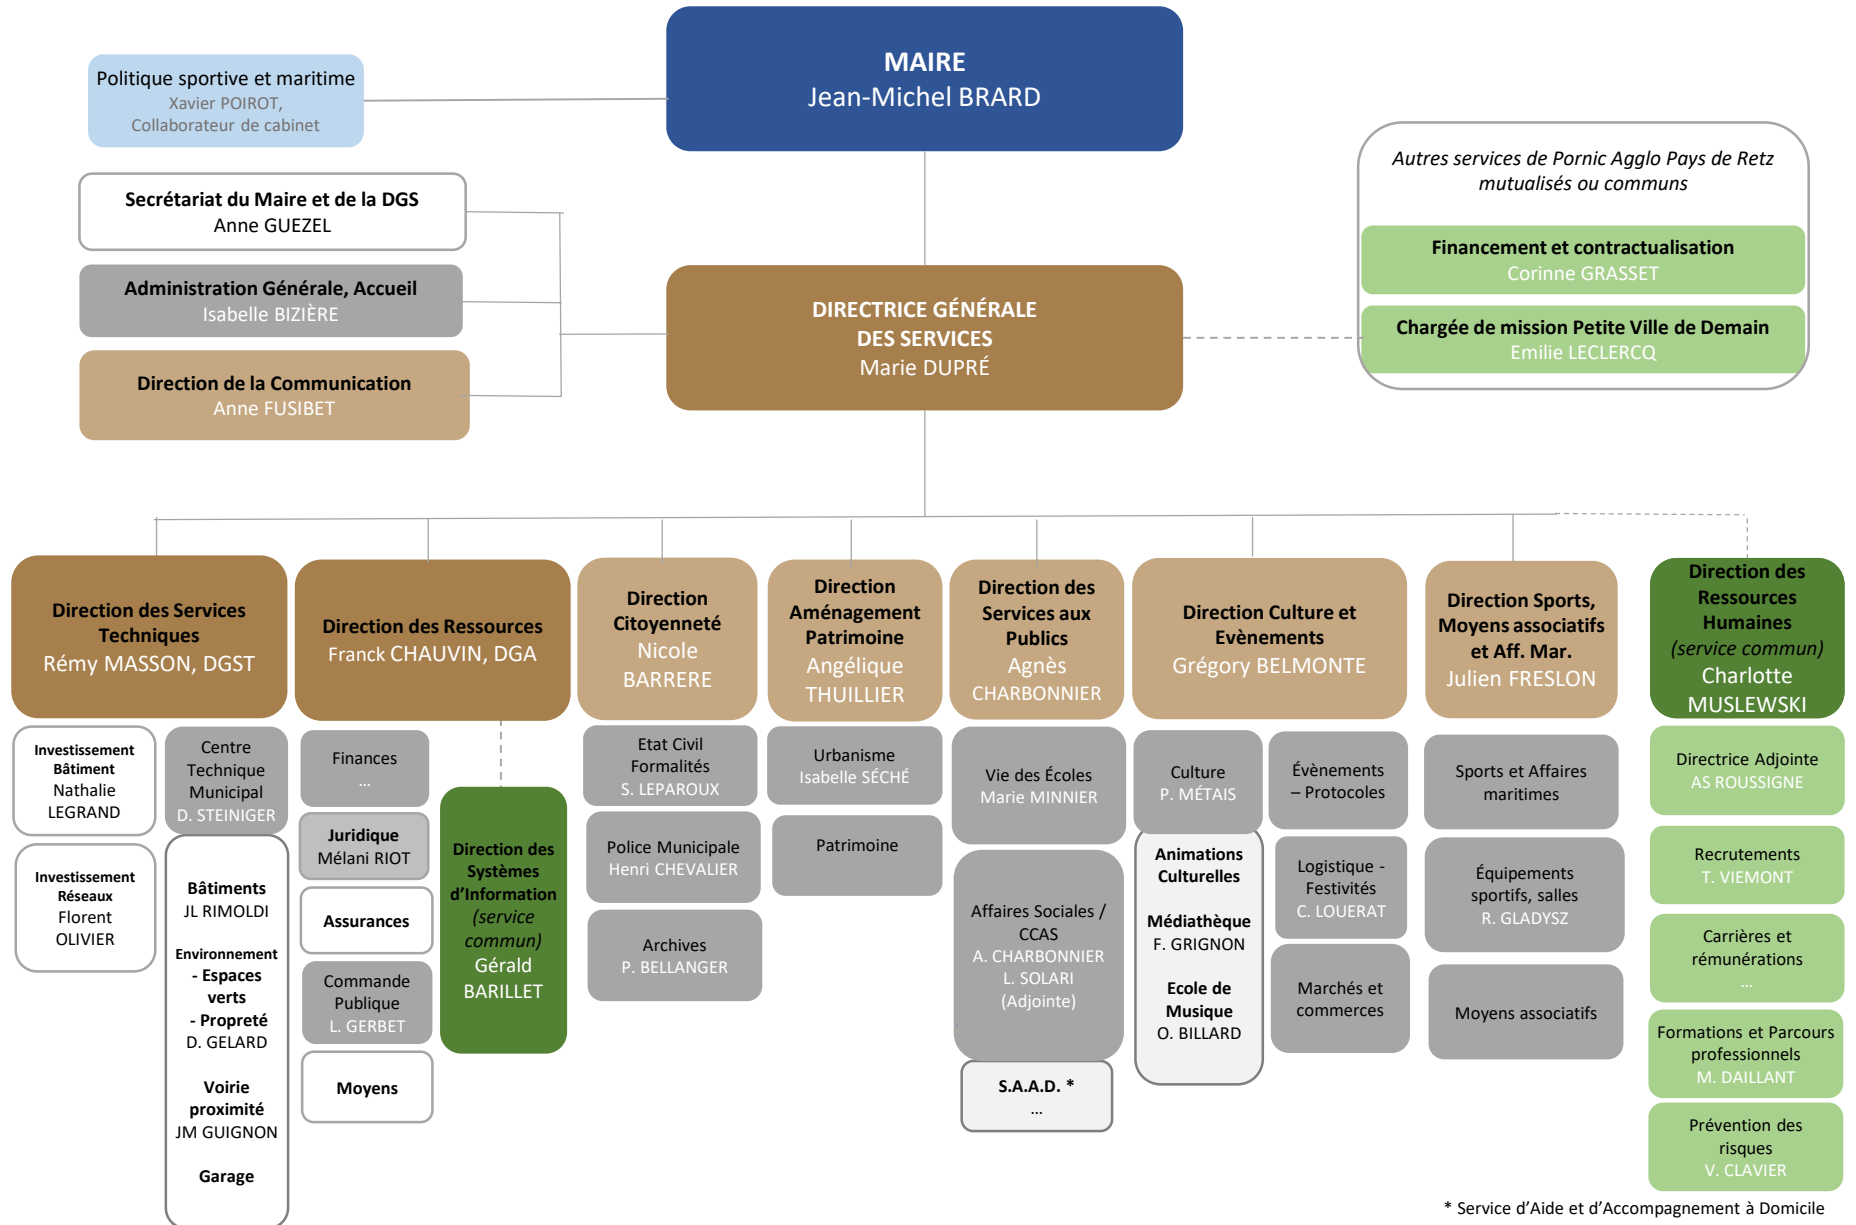 MAIRE
Jean-Michel BRARD
Politique sportive et maritime
Xavier POIROT,
Collaborateur de cabinet
Autres services de Pornic Agglo Pays de Retz
mutualisés ou communs
Financement et contractualisation
Corinne GRASSET
Chargée de mission Petite Ville de Demain
Emilie LECLERCQ
Secrétariat du Maire et de la DGS
Anne GUEZEL
Administration Générale, Accueil
Isabelle BIZIÈRE
Direction de la Communication
Anne FUSIBET
DIRECTRICE GÉNÉRALE
DES SERVICES
Marie DUPRÉ
Direction des Services
Techniques
Rémy MASSON, DGST
Investissement
Bâtiment
Nathalie
LEGRAND
Investissement
Réseaux
Florent
OLIVIER
Centre
Technique
Municipal
D. STEINIGER
Bâtiments
JL RIMOLDI
Environnement
- Espaces
verts
- Propreté
D. GELARD
Voirie
proximité
JM GUIGNON
Garage
Direction des Ressources
Franck CHAUVIN, DGA
Finances
...
Juridique
Mélani RIOT
Assurances
Commande
Publique
L. GERBET
Moyens
Direction des
Systèmes
d'Information
(service
commun)
Gérald
BARILLET
Direction
Citoyenneté
Nicole
BARRERE
Etat Civil
Formalités
S. LEPAROUX
Police Municipale
Henri CHEVALIER
Archives
P. BELLANGER
Direction
Aménagement
Patrimoine
Angélique
THUILLIER
Urbanisme
Isabelle SÉCHÉ
Patrimoine
Direction des
Services aux
Publics
Agnès
CHARBONNIER
Vie des Écoles
Marie MINNIER
Affaires Sociales /
CCAS
A. CHARBONNIER
L. SOLARI
(Adjointe)
S.A.A.D. *
...
Direction Culture et
Evènements
Grégory BELMONTE
Culture
P. MÉTAIS
Animations
Culturelles
Médiathèque
F. GRIGNON
Ecole de
Musique
O. BILLARD
Évènements
– Protocoles
Logistique -
Festivités
C. LOUERAT
Marchés et
commerces
Direction Sports,
Moyens associatifs
et Aff. Mar.
Julien FRESLON
Sports et Affaires
maritimes
Équipements
sportifs, salles
R. GLADYSZ
Moyens associatifs
Direction des
Ressources
Humaines
(service commun)
Charlotte
MUSLEWSKI
Directrice Adjointe
AS ROUSSIGNE
Recrutements
T. VIEMONT
Carrières et
rémunérations
...
Formations et Parcours
professionnels
M. DAILLANT
Prévention des
risques
V. CLAVIER
* Service d'Aide et d'Accompagnement à Domicile